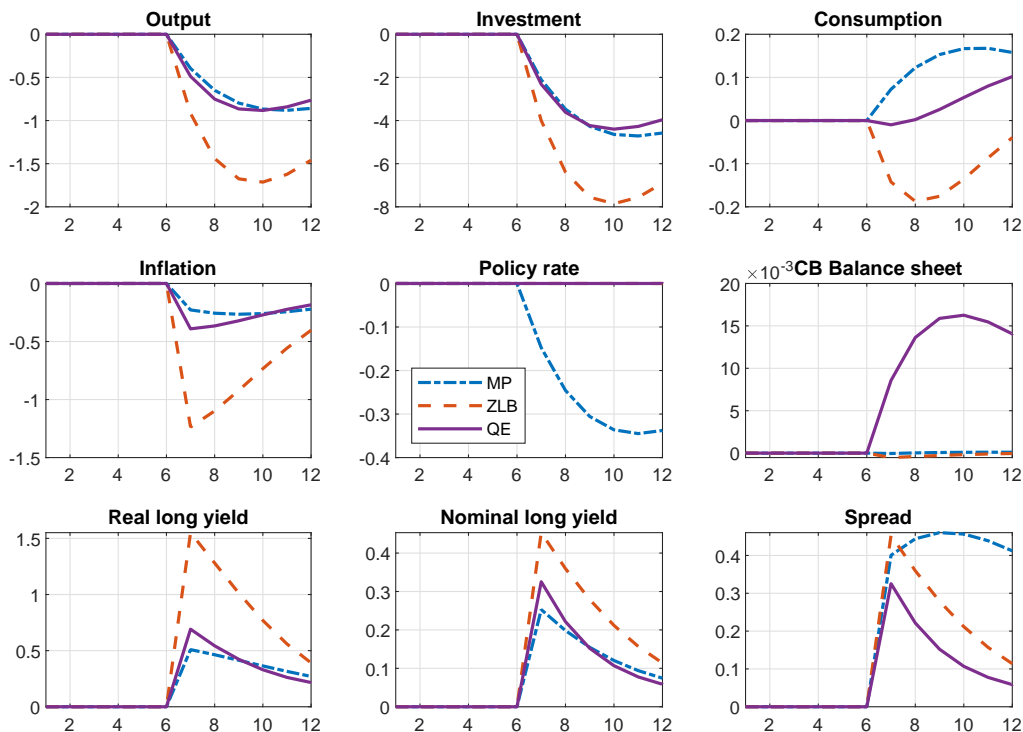 Output
0
-0.5
-1
-1.5
-2
2 4 6 8 10 12
Investment
0
-2
-4
-6
-8
2 4 6 8 10 12
Consumption
0.2
0.1
0
-0.1
-0.2
2 4 6 8 10 12
Inflation
0
-0.5
-1
-1.5
2 4 6 8 10 12
Policy rate
0
-0.1
-0.2
-0.3
-0.4
MP
ZLB
QE
2 4 6 8 10 12
×10⁻³ CB Balance sheet
20
15
10
5
0
2 4 6 8 10 12
Real long yield
1.5
1
0.5
0
2 4 6 8 10 12
Nominal long yield
0.4
0.3
0.2
0.1
0
2 4 6 8 10 12
Spread
0.4
0.3
0.2
0.1
0
2 4 6 8 10 12